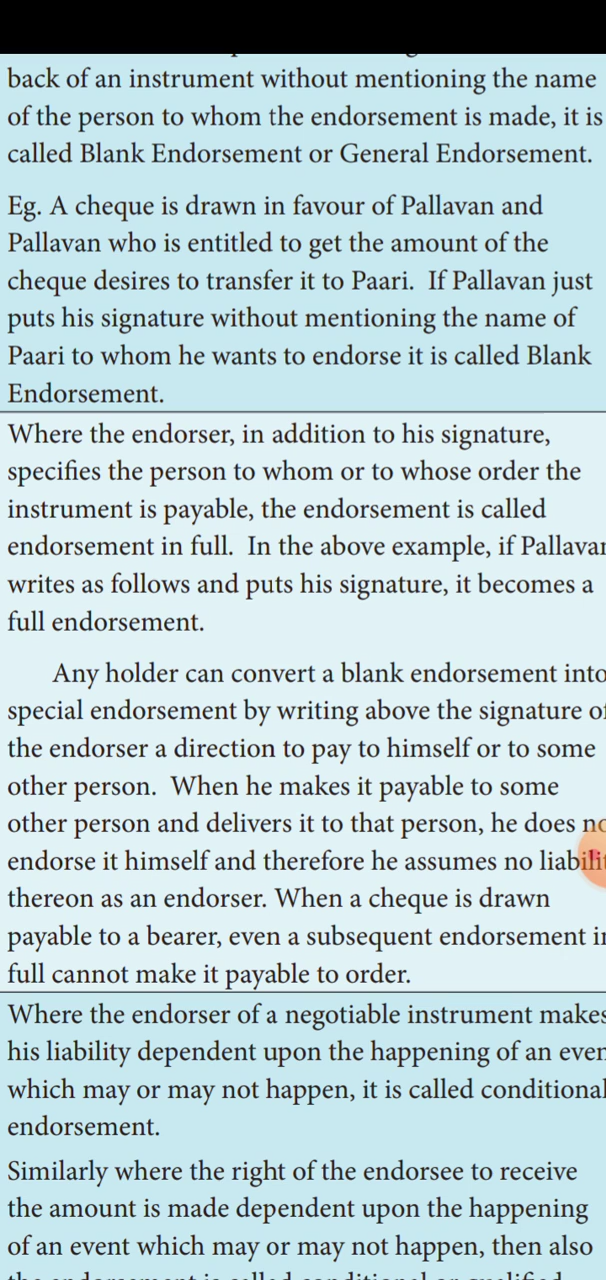 back of an instrument without mentioning the name
of the person to whom the endorsement is made, it is
called Blank Endorsement or General Endorsement.
Eg. A cheque is drawn in favour of Pallavan and
Pallavan who is entitled to get the amount of the
cheque desires to transfer it to Paari. If Pallavan just
puts his signature without mentioning the name of
Paari to whom he wants to endorse it is called Blank
Endorsement.
Where the endorser, in addition to his signature,
specifies the person to whom or to whose order the
instrument is payable, the endorsement is called
endorsement in full. In the above example, if Pallavan
writes as follows and puts his signature, it becomes a
full endorsement.
Any holder can convert a blank endorsement into
special endorsement by writing above the signature of
the endorser a direction to pay to himself or to some
other person. When he makes it payable to some
other person and delivers it to that person, he does no
endorse it himself and therefore he assumes no liabilit
thereon as an endorser. When a cheque is drawn
payable to a bearer, even a subsequent endorsement in
full cannot make it payable to order.
Where the endorser of a negotiable instrument makes
his liability dependent upon the happening of an even
which may or may not happen, it is called conditional
endorsement.
Similarly where the right of the endorsee to receive
the amount is made dependent upon the happening
of an event which may or may not happen, then also
the endorsement is called conditional or qualified